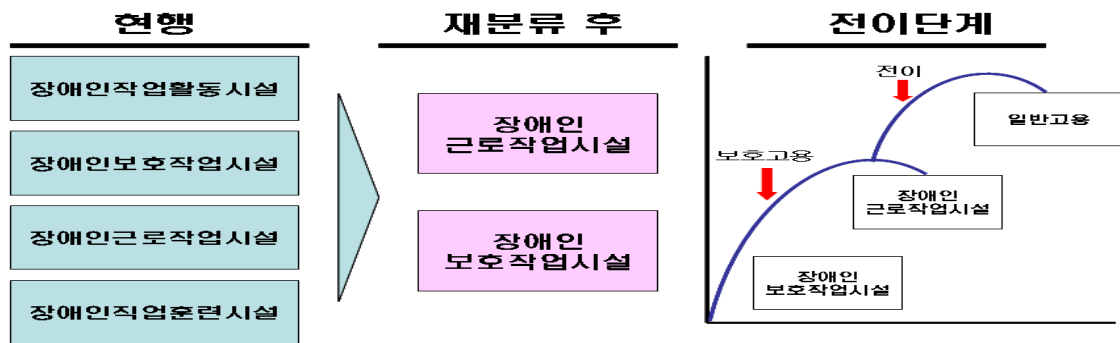 현행
장애인작업활동시설
장애인보호작업시설
장애인근로작업시설
장애인직업훈련시설
재분류 후
장애인
근로작업시설
장애인
보호작업시설
전이단계
전이
일반고용
보호고용
장애인
근로작업시설
장애인
보호작업시설